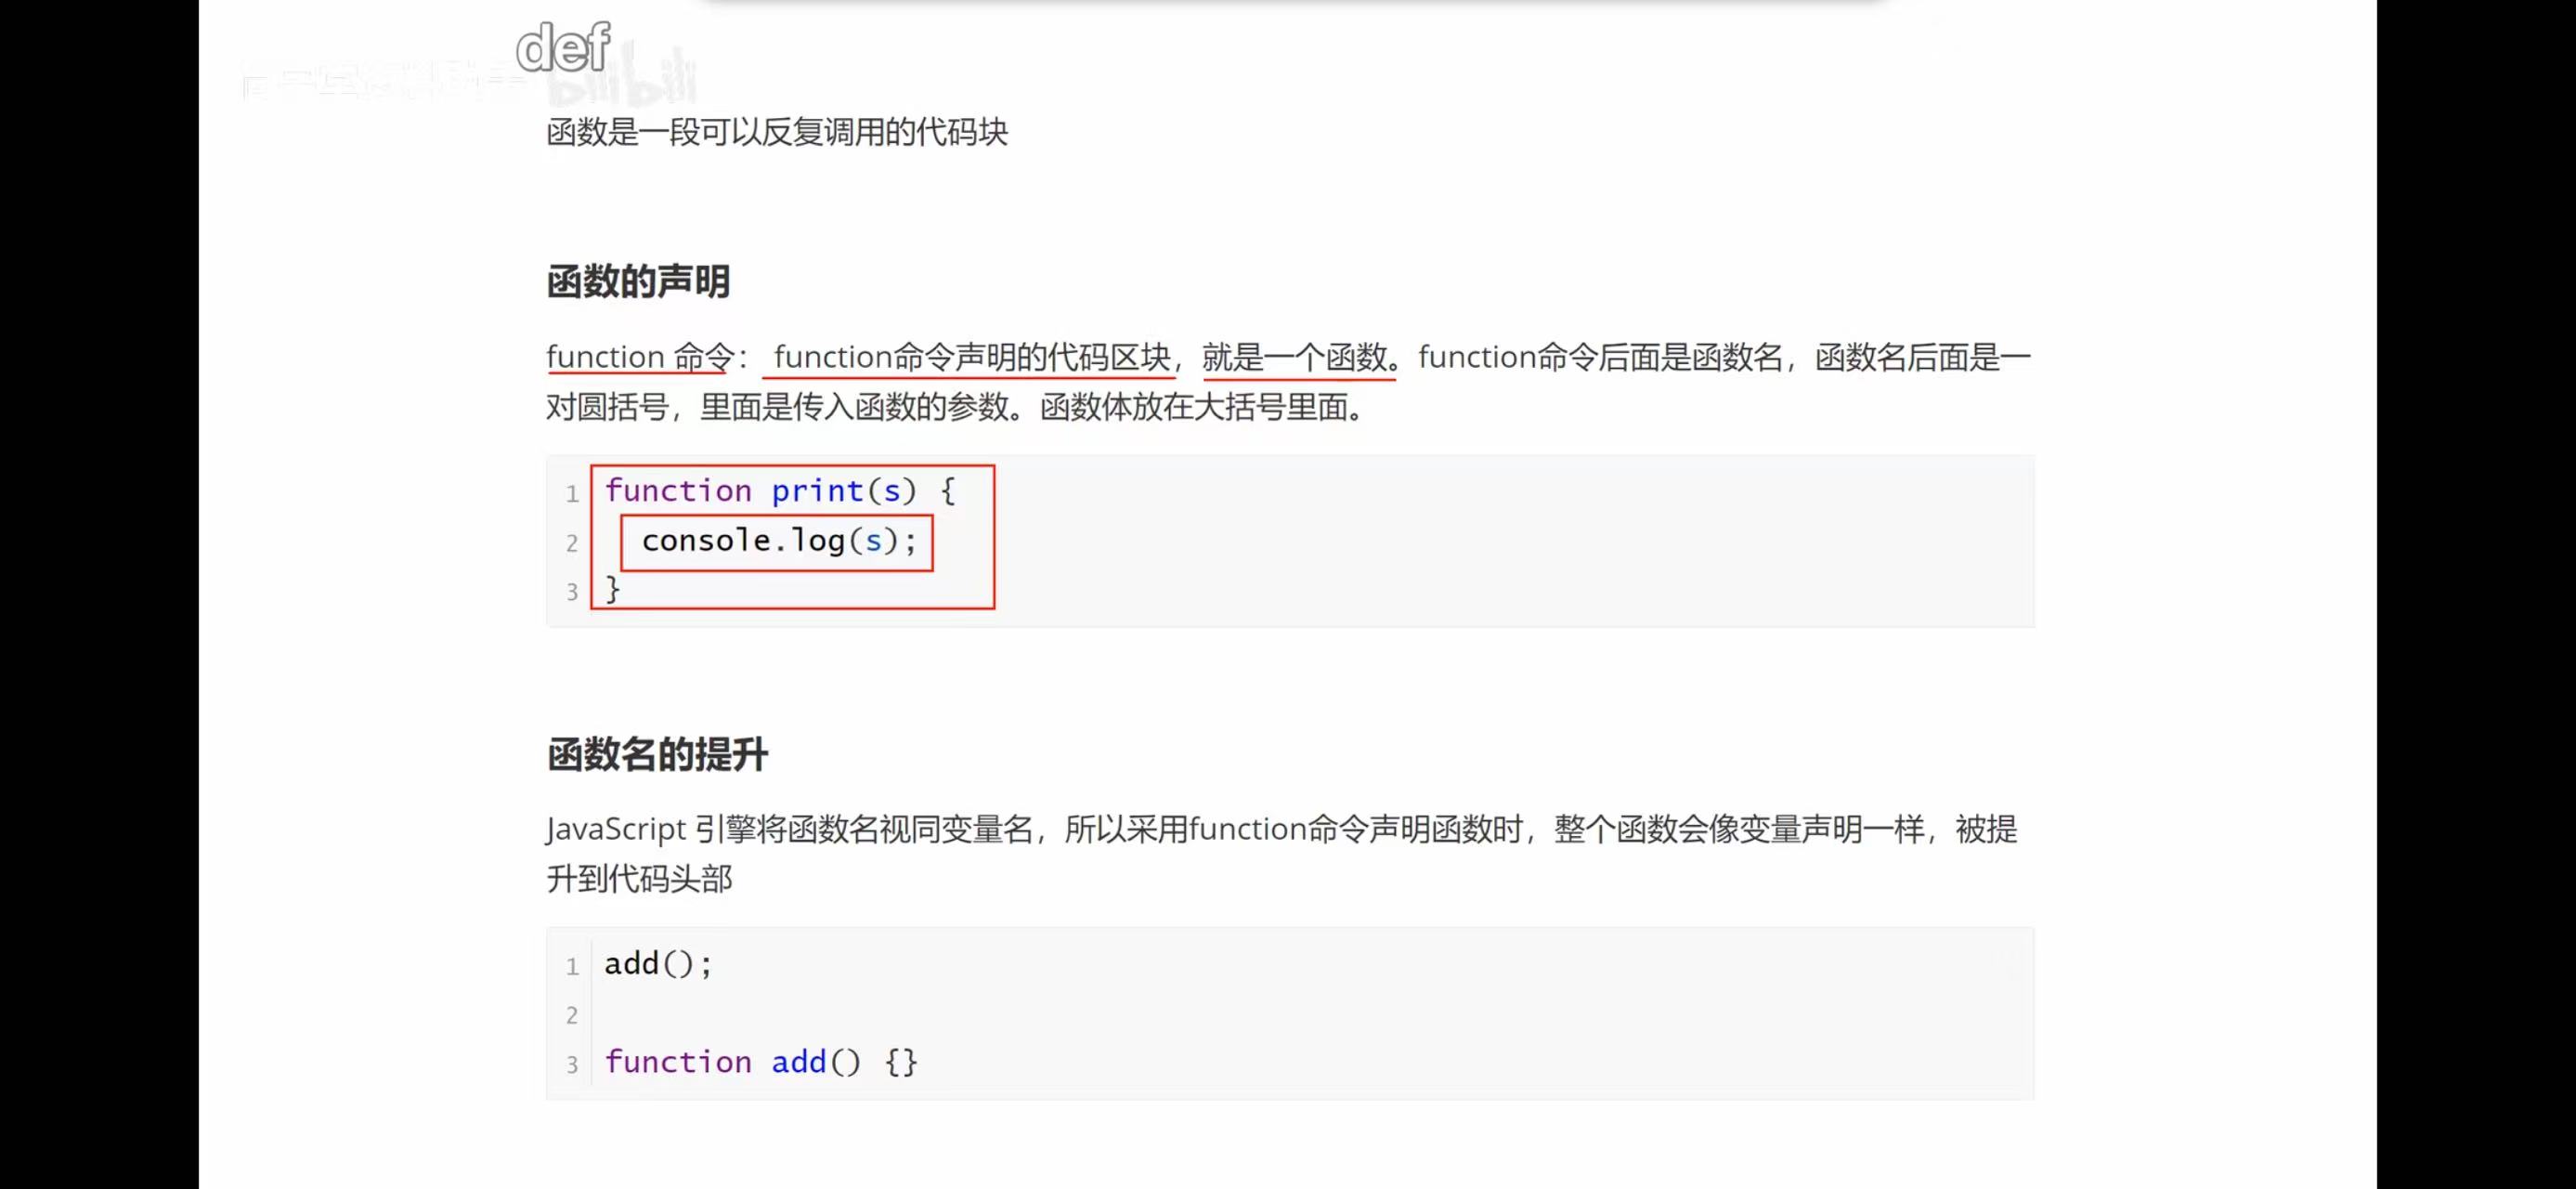 def
bilibili
函数是一段可以反复调用的代码块
函数的声明
function 命令： function命令声明的代码区块，就是一个函数。function命令后面是函数名，函数名后面是一
对圆括号，里面是传入函数的参数。函数体放在大括号里面。
1 function print(s) {
2   console.log(s);
3 }
函数名的提升
JavaScript 引擎将函数名视同变量名，所以采用function命令声明函数时，整个函数会像变量声明一样，被提
升到代码头部
1 add();
2
3 function add() {}